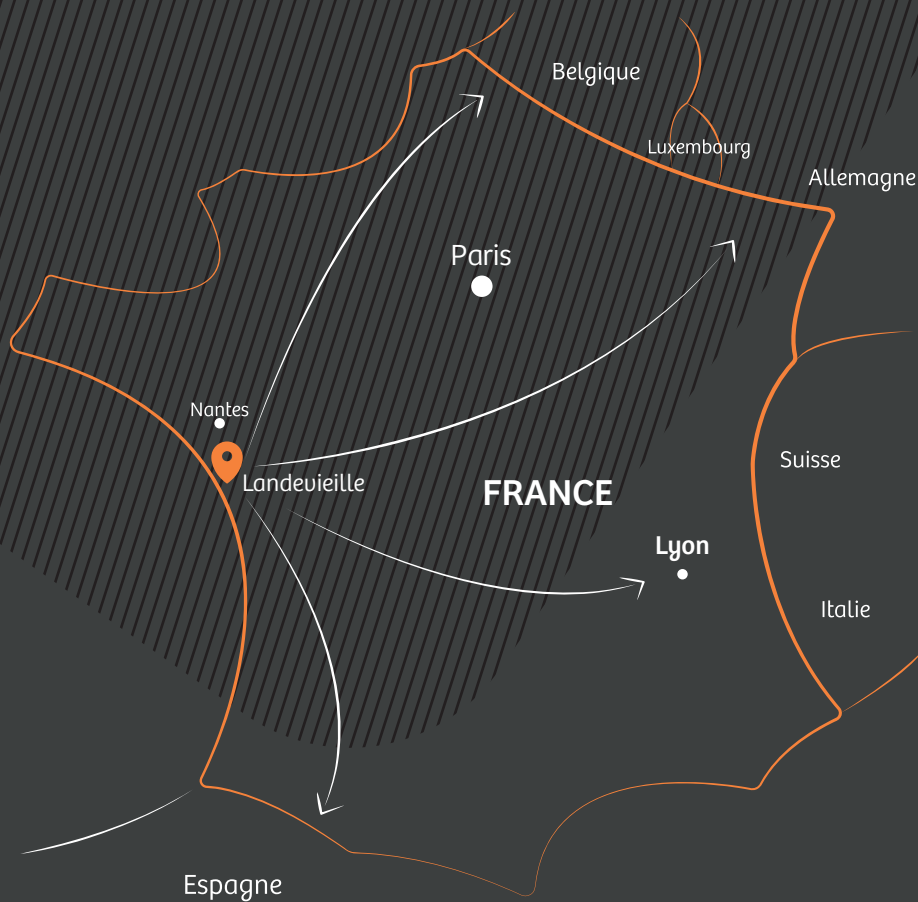 Belgique
Luxembourg
Allemagne
Paris
Nantes
Landevieille
Suisse
FRANCE
Lyon
Italie
Espagne